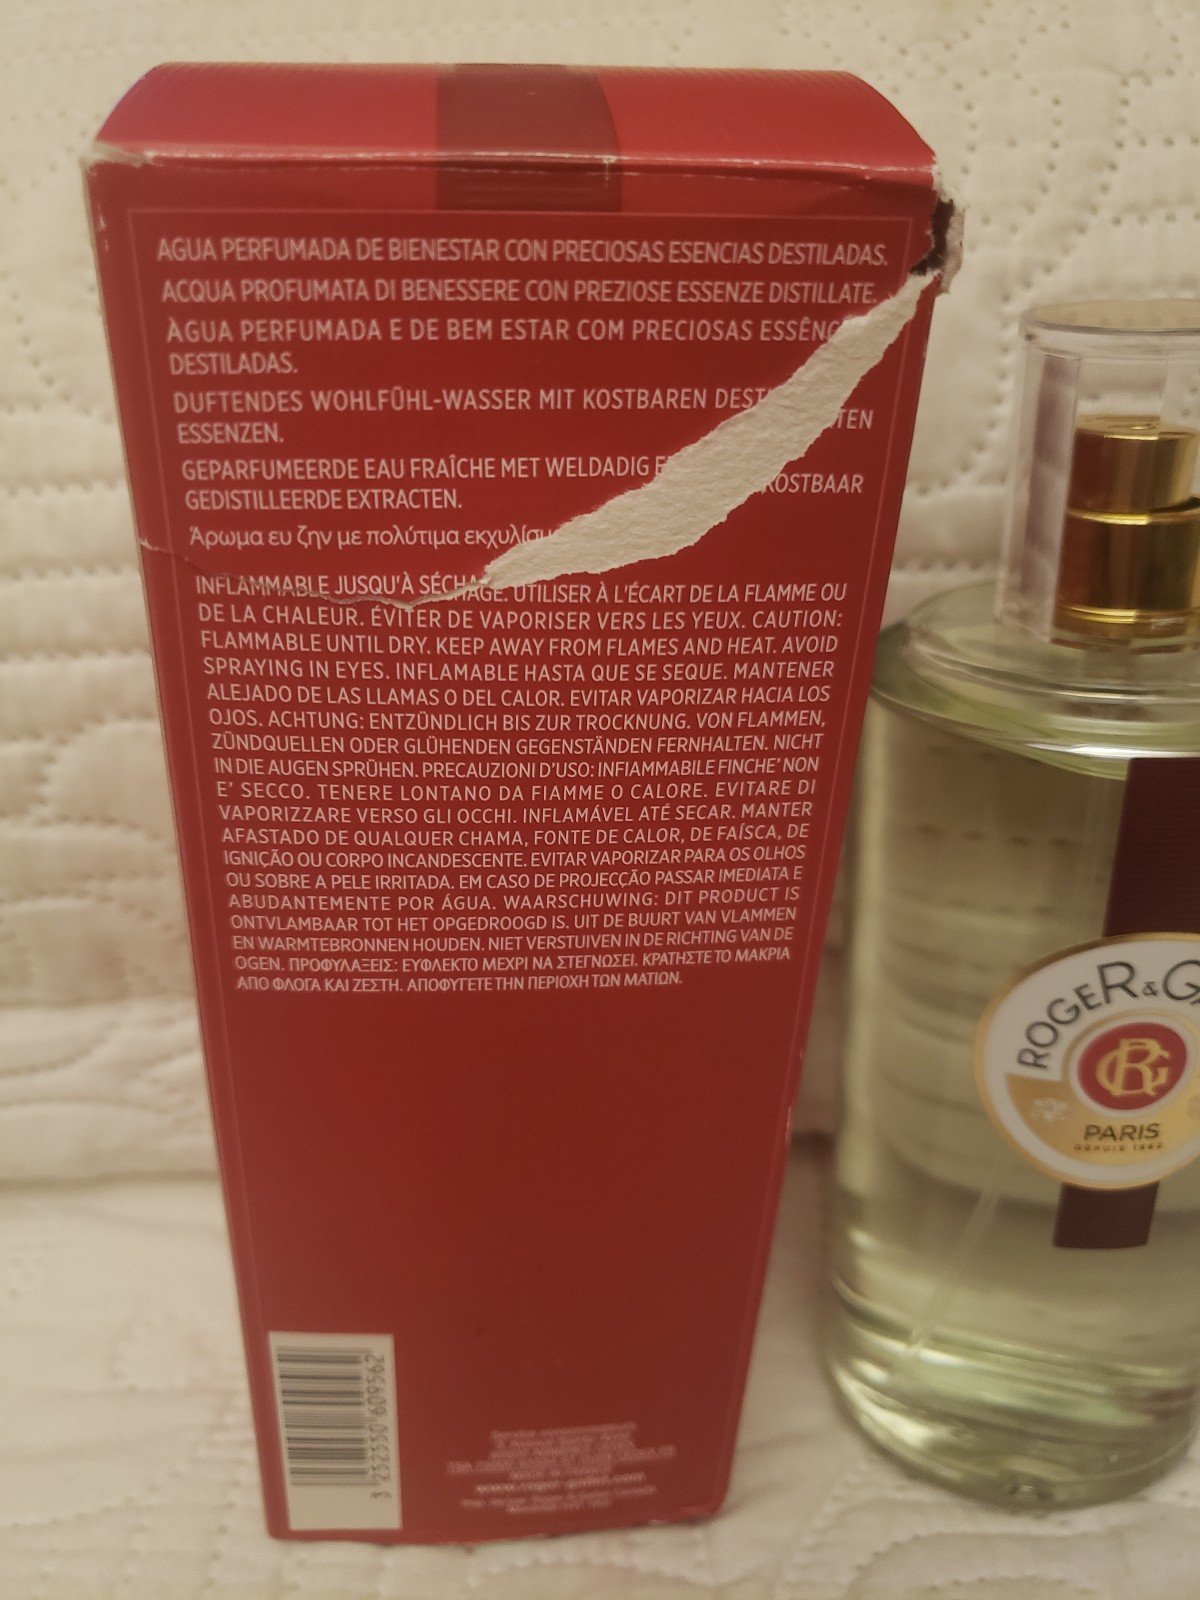 AGUA PERFUMADA DE BIENESTAR CON PRECIOSAS ESENCIAS DESTILADAS.
ACQUA PROFUMATA DI BENESSERE CON PREZIOSE ESSENZE DISTILLATE.
ÀGUA PERFUMADA E DE BEM ESTAR COM PRECIOSAS
DESTILADAS.
DUFTENDES WOHLFÜHL-WASSER MIT KOSTBAREN
ESSENZEN.
GEPARFUMEERDE EAU FRAÎCHE MET WELDADIG KOSTBAAR
GEDISTILLEERDE EXTRACTEN.
Άρωμα ευ ζην με πολύτιμα
INFLAMMABLE JUSQU'À SÉCHAGE. UTILISER À L'ÉCART DE LA FLAMME OU
DE LA CHALEUR. ÉVITER DE VAPORISER VERS LES YEUX. CAUTION:
FLAMMABLE UNTIL DRY. KEEP AWAY FROM FLAMES AND HEAT. AVOID
SPRAYING IN EYES. INFLAMABLE HASTA QUE SE SEQUE. MANTENER
ALEJADO DE LAS LLAMAS O DEL CALOR. EVITAR VAPORIZAR HACIA LOS
OJOS. ACHTUNG: ENTZÜNDLICH BIS ZUR TROCKNUNG. VON FLAMMEN,
ZÜNDQUELLEN ODER GLÜHENDEN GEGENSTÄNDEN FERNHALTEN. NICHT
IN DIE AUGEN SPRÜHEN. PRECAUZIONI D'USO: INFIAMMABILE FINCHE' NON
E' SECCO. TENERE LONTANO DA FIAMME O CALORE. EVITARE DI
VAPORIZZARE VERSO GLI OCCHI. INFLAMÁVEL ATÉ SECAR. MANTER
AFASTADO DE QUALQUER CHAMA, FONTE DE CALOR, DE FAÍSCA, DE
IGNIÇÃO OU CORPO INCANDESCENTE. EVITAR VAPORIZAR PARA OS OLHOS
OU SOBRE A PELE IRRITADA. EM CASO DE PROJECÇÃO PASSAR IMEDIATA E
ABUDANTEMENTE POR ÁGUA. WAARSCHUWING: DIT PRODUCT IS
ONTVLAMBAAR TOT HET OPGEDROOGD IS. UIT DE BUURT VAN VLAMMEN
EN WARMTEBRONNEN HOUDEN. NIET VERSTUIVEN IN DE RICHTING VAN DE
OGEN. ΠΡΟΦΥΛΑΞΕΙΣ: ΕΥΦΛΕΚΤΟ ΜΕΧΡΙ ΝΑ ΣΤΕΓΝΩΣΕΙ. ΚΡΑΤΗΣΤΕ ΤΟ ΜΑΚΡΙΑ
ΑΠΟ ΦΛΟΓΑ ΚΑΙ ΖΕΣΤΗ. ΑΠΟΦΥΓΕΤΕ ΤΗΝ ΠΕΡΙΟΧΗ ΤΩΝ ΜΑΤΙΩΝ.
3 252550 609562
ROGER & GA
RG
PARIS
DEPUIS 1862